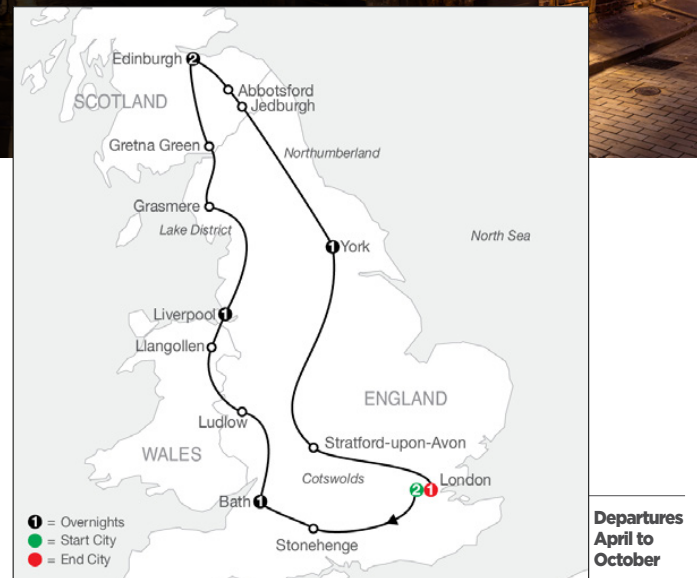 Edinburgh 2
Abbotsford
SCOTLAND
Jedburgh
Gretna Green
Northumberland
Grasmere
Lake District
North Sea
1 York
Liverpool 1
Llangollen
ENGLAND
Ludlow
Stratford-upon-Avon
WALES
Cotswolds
London
2 1
Bath 1
Stonehenge
1 = Overnights
= Start City
= End City
Departures
April to
October